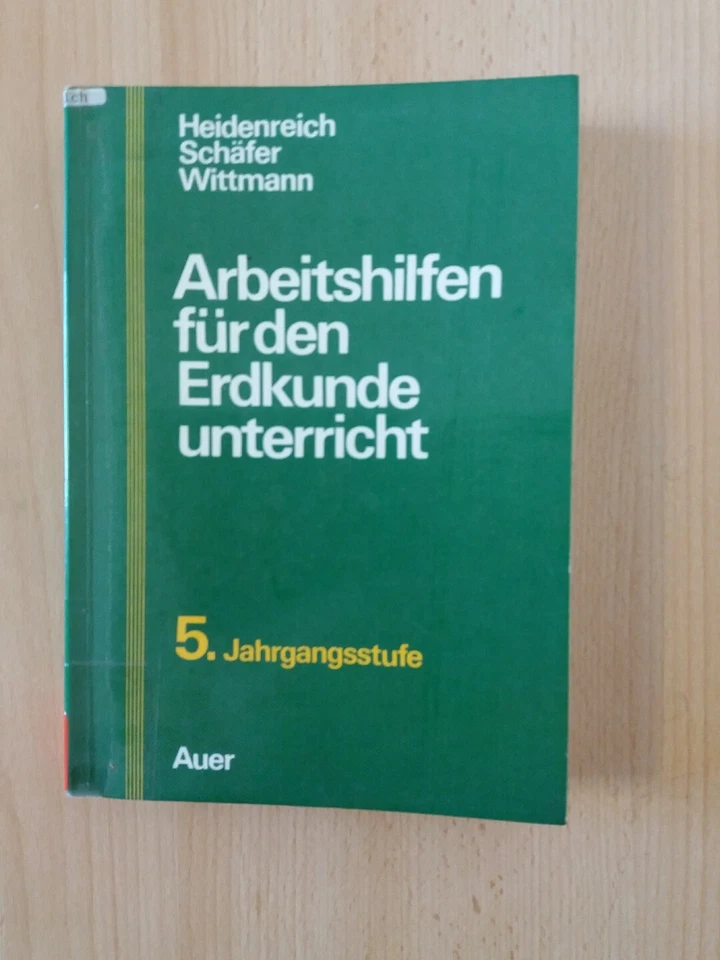 Heidenreich
Schäfer
Wittmann
Arbeitshilfen
für den
Erdkunde
unterricht
5. Jahrgangsstufe
Auer